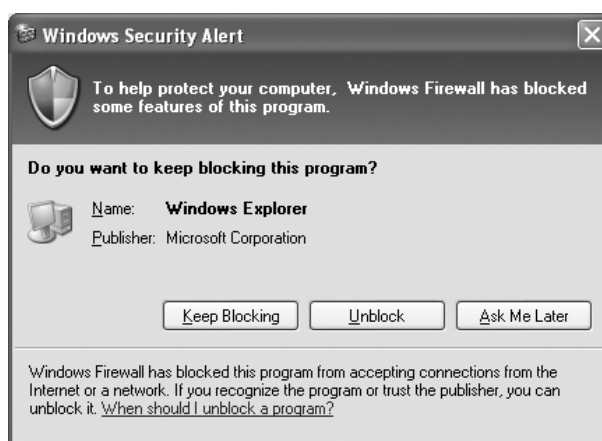 Windows Security Alert
To help protect your computer, Windows Firewall has blocked
some features of this program.
Do you want to keep blocking this program?
Name: Windows Explorer
Publisher: Microsoft Corporation
Keep Blocking Unblock Ask Me Later
Windows Firewall has blocked this program from accepting connections from the
Internet or a network. If you recognize the program or trust the publisher, you can
unblock it. When should I unblock a program?